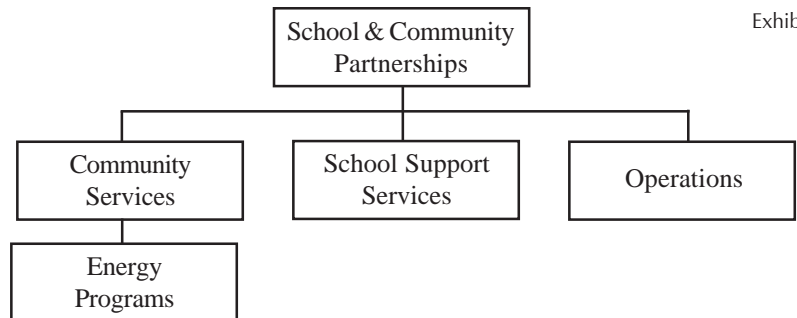 Exhib
School & Community
Partnerships
Community
Services
School Support
Services
Operations
Energy
Programs